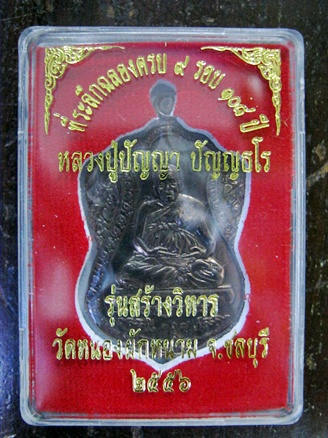 ที่ระลึกฉลองครบ ๙ รอบ ๑๐๘ ปี
หลวงปู่ปัญญา ปัญญธโร
รุ่นสร้างวิหาร
วัดหนองผักหนาม จ.ชลบุรี
๒๕๕๖